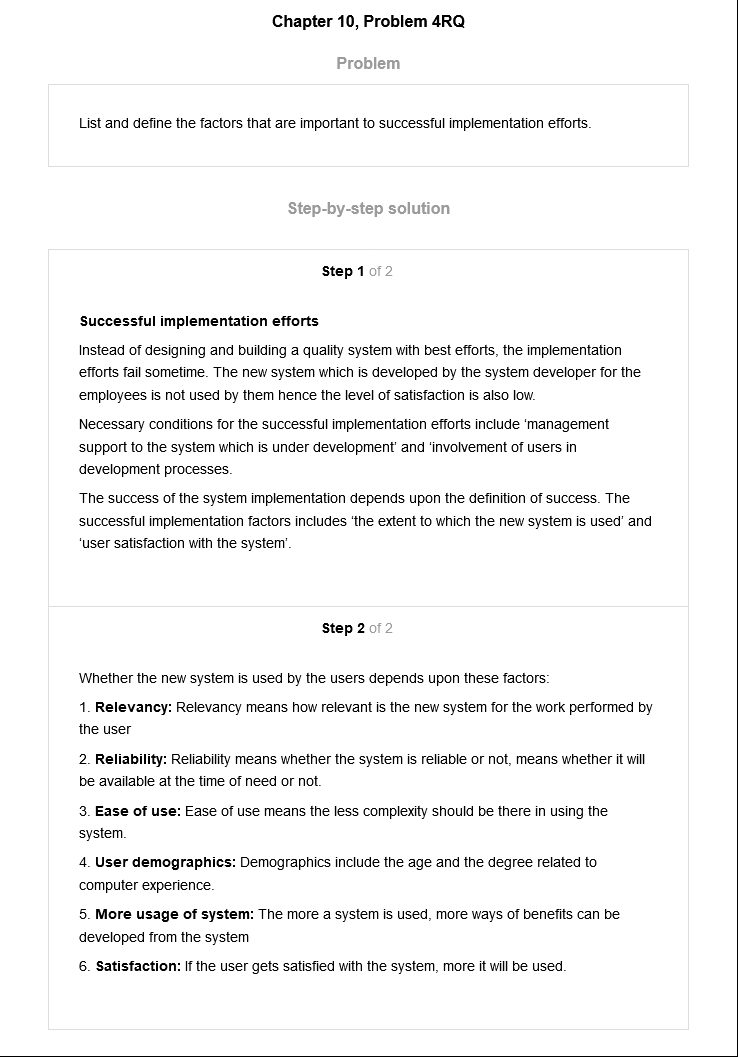 Chapter 10, Problem 4RQ
Problem
List and define the factors that are important to successful implementation efforts.
Step-by-step solution
Step 1 of 2
Successful implementation efforts
Instead of designing and building a quality system with best efforts, the implementation
efforts fail sometime. The new system which is developed by the system developer for the
employees is not used by them hence the level of satisfaction is also low.
Necessary conditions for the successful implementation efforts include ‘management
support to the system which is under development’ and ‘involvement of users in
development processes.
The success of the system implementation depends upon the definition of success. The
successful implementation factors includes ‘the extent to which the new system is used’ and
‘user satisfaction with the system’.
Step 2 of 2
Whether the new system is used by the users depends upon these factors:
1. Relevancy: Relevancy means how relevant is the new system for the work performed by
the user
2. Reliability: Reliability means whether the system is reliable or not, means whether it will
be available at the time of need or not.
3. Ease of use: Ease of use means the less complexity should be there in using the
system.
4. User demographics: Demographics include the age and the degree related to
computer experience.
5. More usage of system: The more a system is used, more ways of benefits can be
developed from the system
6. Satisfaction: If the user gets satisfied with the system, more it will be used.